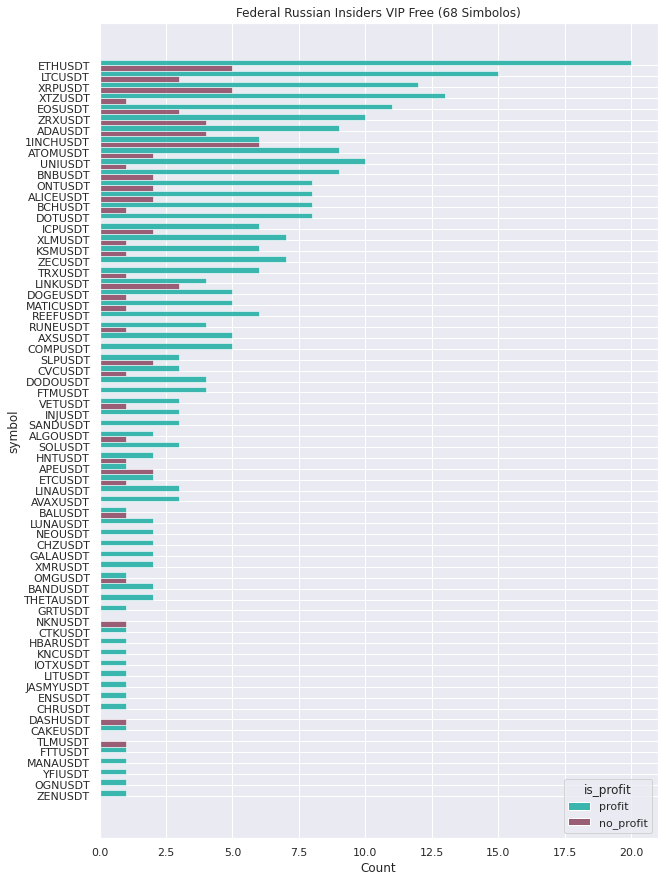 Federal Russian Insiders VIP Free (68 Simbolos)
ETHUSDT
LTCUSDT
XRPUSDT
XTZUSDT
EOSUSDT
ZRXUSDT
ADAUSDT
1INCHUSDT
ATOMUSDT
UNIUSDT
BNBUSDT
ONTUSDT
ALICEUSDT
BCHUSDT
DOTUSDT
ICPUSDT
XLMUSDT
KSMUSDT
ZECUSDT
TRXUSDT
LINKUSDT
DOGEUSDT
MATICUSDT
REEFUSDT
RUNEUSDT
AXSUSDT
COMPUSDT
SLPUSDT
CVCUSDT
DODOUSDT
FTMUSDT
VETUSDT
INJUSDT
SANDUSDT
ALGOUSDT
SOLUSDT
HNTUSDT
APEUSDT
ETCUSDT
LINAUSDT
AVAXUSDT
BALUSDT
LUNAUSDT
NEOUSDT
CHZUSDT
GALAUSDT
XMRUSDT
OMGUSDT
BANDUSDT
THETAUSDT
GRTUSDT
NKNUSDT
CTKUSDT
HBARUSDT
KNCUSDT
IOTXUSDT
LITUSDT
JASMYUSDT
ENSUSDT
CHRUSDT
DASHUSDT
CAKEUSDT
TLMUSDT
FTTUSDT
MANAUSDT
YFIUSDT
OGNUSDT
ZENUSDT
symbol
is_profit
profit
no_profit
0.0 2.5 5.0 7.5 10.0 12.5 15.0 17.5 20.0
Count